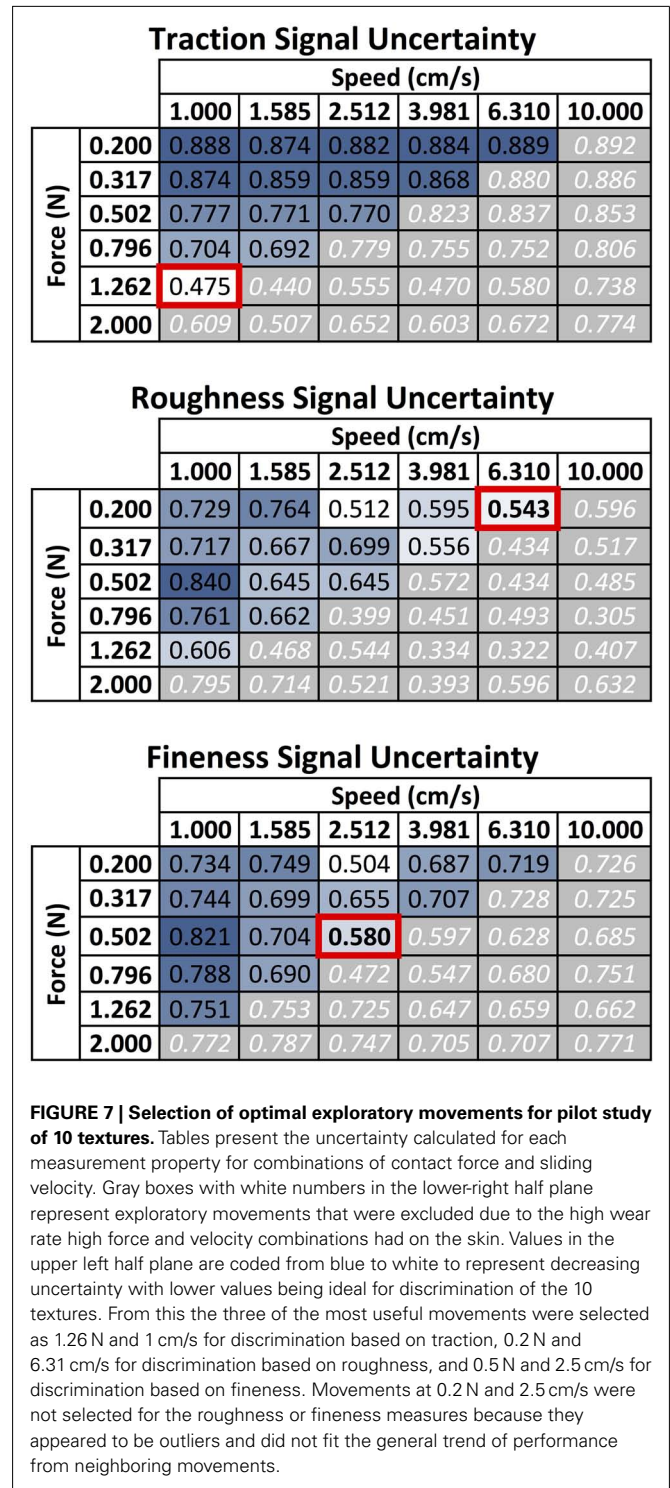 Traction Signal Uncertainty
Speed (cm/s)
1.000 1.585 2.512 3.981 6.310 10.000
Force (N)
0.200 0.888 0.874 0.882 0.884 0.889 0.892
0.317 0.874 0.859 0.859 0.868 0.880 0.886
0.502 0.777 0.771 0.770 0.823 0.837 0.853
0.796 0.704 0.692 0.779 0.755 0.752 0.806
1.262 0.475 0.440 0.555 0.470 0.580 0.738
2.000 0.609 0.507 0.652 0.603 0.672 0.774
Roughness Signal Uncertainty
Speed (cm/s)
1.000 1.585 2.512 3.981 6.310 10.000
Force (N)
0.200 0.729 0.764 0.512 0.595 0.543 0.596
0.317 0.717 0.667 0.699 0.556 0.434 0.517
0.502 0.840 0.645 0.645 0.572 0.434 0.485
0.796 0.761 0.662 0.399 0.451 0.493 0.305
1.262 0.606 0.468 0.544 0.334 0.322 0.407
2.000 0.795 0.714 0.521 0.393 0.596 0.632
Fineness Signal Uncertainty
Speed (cm/s)
1.000 1.585 2.512 3.981 6.310 10.000
Force (N)
0.200 0.734 0.749 0.504 0.687 0.719 0.726
0.317 0.744 0.699 0.655 0.707 0.728 0.725
0.502 0.821 0.704 0.580 0.597 0.628 0.685
0.796 0.788 0.690 0.472 0.547 0.680 0.751
1.262 0.751 0.753 0.725 0.647 0.659 0.662
2.000 0.772 0.787 0.747 0.705 0.707 0.771
FIGURE 7 | Selection of optimal exploratory movements for pilot study
of 10 textures. Tables present the uncertainty calculated for each
measurement property for combinations of contact force and sliding
velocity. Gray boxes with white numbers in the lower-right half plane
represent exploratory movements that were excluded due to the high wear
rate high force and velocity combinations had on the skin. Values in the
upper left half plane are coded from blue to white to represent decreasing
uncertainty with lower values being ideal for discrimination of the 10
textures. From this the three of the most useful movements were selected
as 1.26 N and 1 cm/s for discrimination based on traction, 0.2 N and
6.31 cm/s for discrimination based on roughness, and 0.5 N and 2.5 cm/s for
discrimination based on fineness. Movements at 0.2 N and 2.5 cm/s were
not selected for the roughness or fineness measures because they
appeared to be outliers and did not fit the general trend of performance
from neighboring movements.